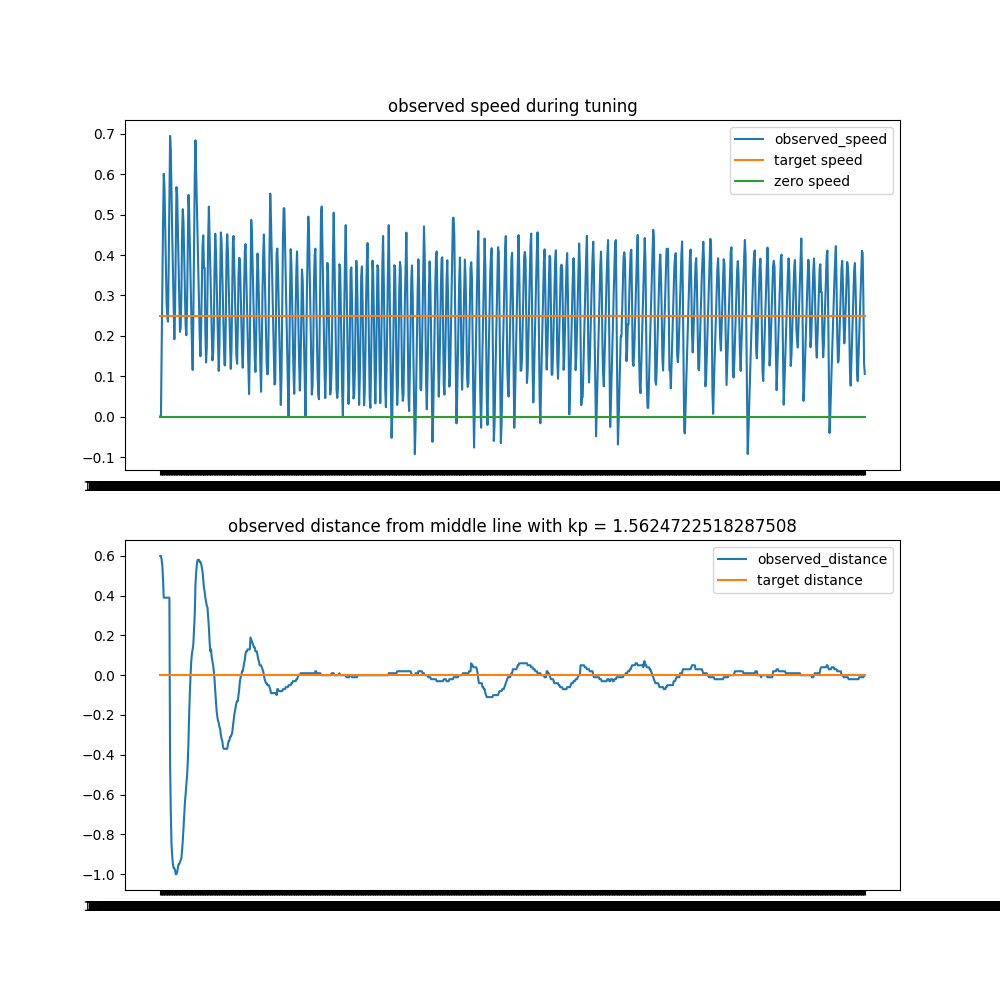 observed speed during tuning
0.7
0.6
0.5
0.4
0.3
0.2
0.1
0.0
−0.1
observed_speed
target speed
zero speed
observed distance from middle line with kp = 1.5624722518287508
0.6
0.4
0.2
0.0
−0.2
−0.4
−0.6
−0.8
−1.0
observed_distance
target distance